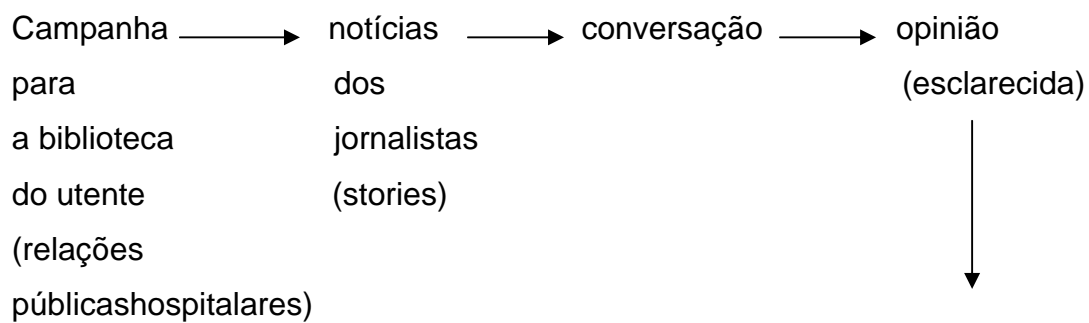 Campanha notícias conversação opinião
para dos (esclarecida)
a biblioteca jornalistas
do utente (stories)
(relações
públicashospitalares)